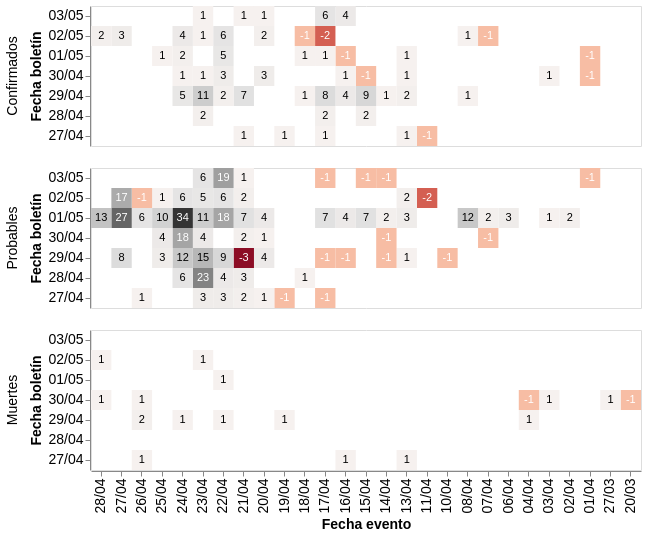 Confirmados
Fecha boletín
03/05 1 1 1 6 4
02/05 2 3 4 1 6 2 -1 -2 1 -1
01/05 1 2 5 1 1 -1 1 -1
30/04 1 1 3 3 1 -1 1 1 -1
29/04 5 11 2 7 1 8 4 9 1 2 1
28/04 2 2 2
27/04 1 1 1 1 -1
Probables
Fecha boletín
03/05 6 19 1 -1 -1 -1 -1
02/05 17 -1 1 6 5 6 2 2 -2
01/05 13 27 6 10 34 11 18 7 4 7 4 7 2 3 12 2 3 1 2
30/04 4 18 4 2 1 -1 -1
29/04 8 3 12 15 9 -3 4 -1 -1 -1 1 -1
28/04 6 23 4 3 1
27/04 1 3 3 2 1 -1 -1
Muertes
Fecha boletín
03/05
02/05 1 1
01/05 1
30/04 1 1 -1 1 1 -1
29/04 2 1 1 1 1
28/04
27/04 1 1 1
28/04 27/04 26/04 25/04 24/04 23/04 22/04 21/04 20/04 19/04 18/04 17/04 16/04 15/04 14/04 13/04 11/04 10/04 08/04 07/04 06/04 04/04 03/04 02/04 01/04 27/03 20/03
Fecha evento